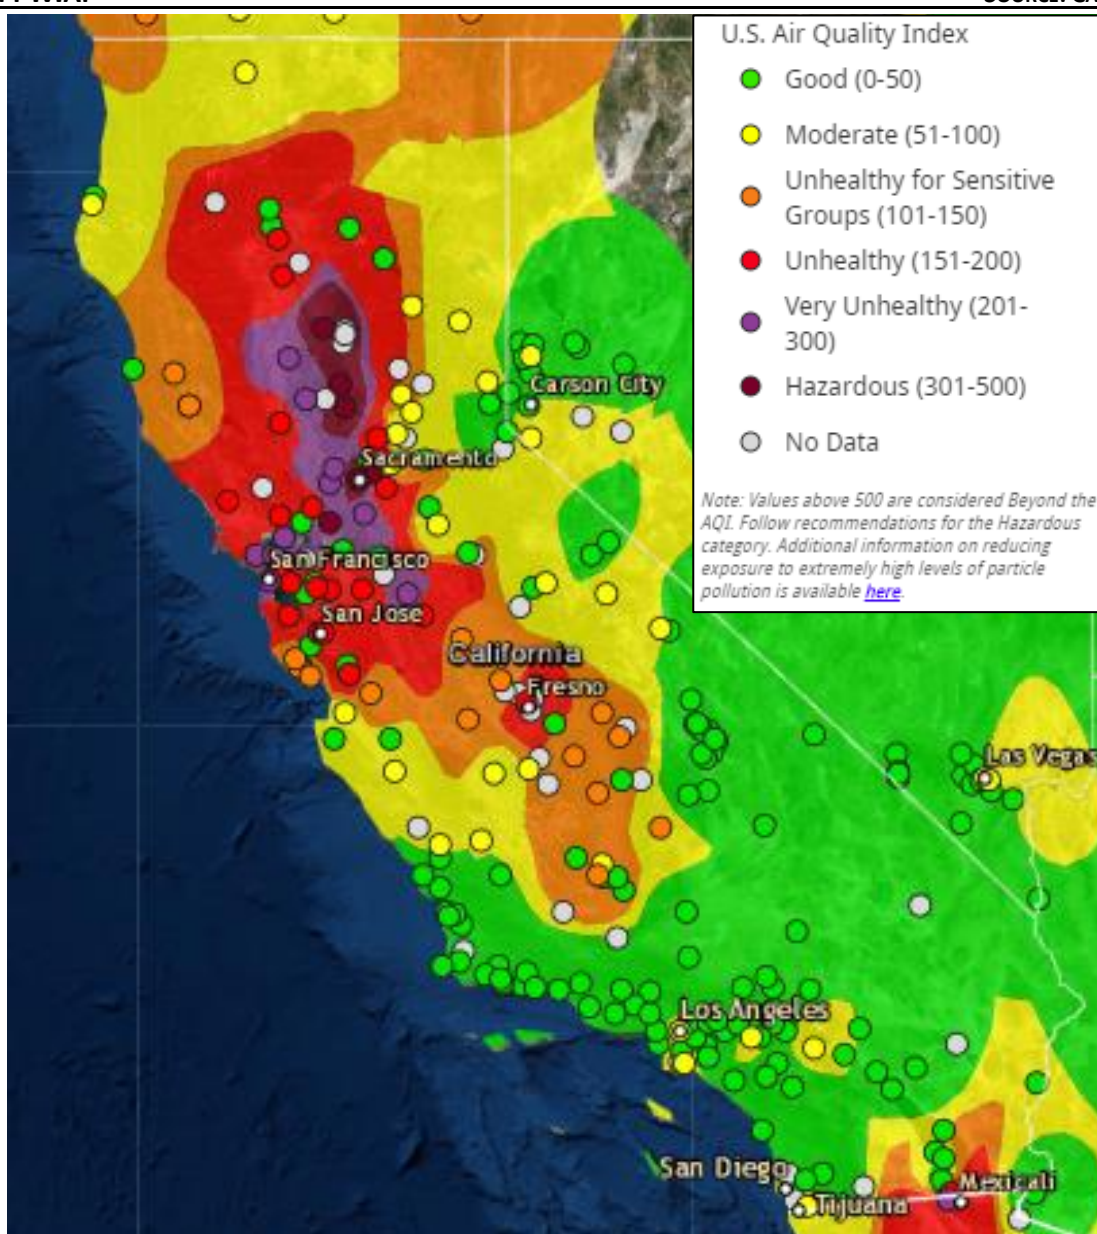 U.S. Air Quality Index
Good (0-50)
Moderate (51-100)
Unhealthy for Sensitive
Groups (101-150)
Unhealthy (151-200)
Very Unhealthy (201-
300)
Hazardous (301-500)
No Data
Note: Values above 500 are considered Beyond the
AQI. Follow recommendations for the Hazardous
category. Additional information on reducing
exposure to extremely high levels of particle
pollution is available here.
Carson City
Sacramento
San Francisco
San Jose
California
Fresno
Las Vegas
Los Angeles
San Diego
Mexicali
Tijuana